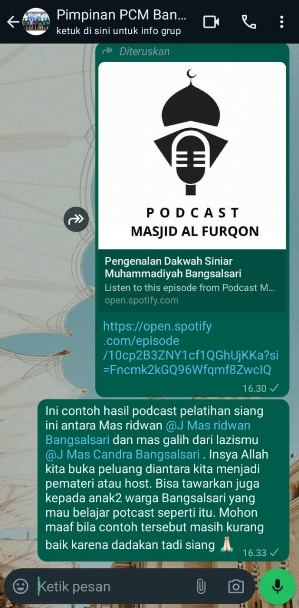 Pimpinan PCM Ban...
ketuk di sini untuk info grup
Diteruskan
PODCAST
MASJID AL FURQON
Pengenalan Dakwah Siniar
Muhammadiyah Bangsalsari
Listen to this episode from Podcast M...
open.spotify.com
https://open.spotify
.com/episode
/10cp2B3ZNY1cf1QGhUjKKa?si
=Fncmk2kGQ96Wfqmf8ZwcIQ
16.30
Ini contoh hasil podcast pelatihan siang
ini antara Mas ridwan @J Mas ridwan
Bangsalsari dan mas galih dari lazismu
@J Mas Candra Bangsalsari . Insya Allah
kita buka peluang diantara kita menjadi
pemateri atau host. Bisa tawarkan juga
kepada anak2 warga Bangsalsari yang
mau belajar potcast seperti itu. Mohon
maaf bila contoh tersebut masih kurang
baik karena dadakan tadi siang 🙏🏻
16.33
Ketik pesan